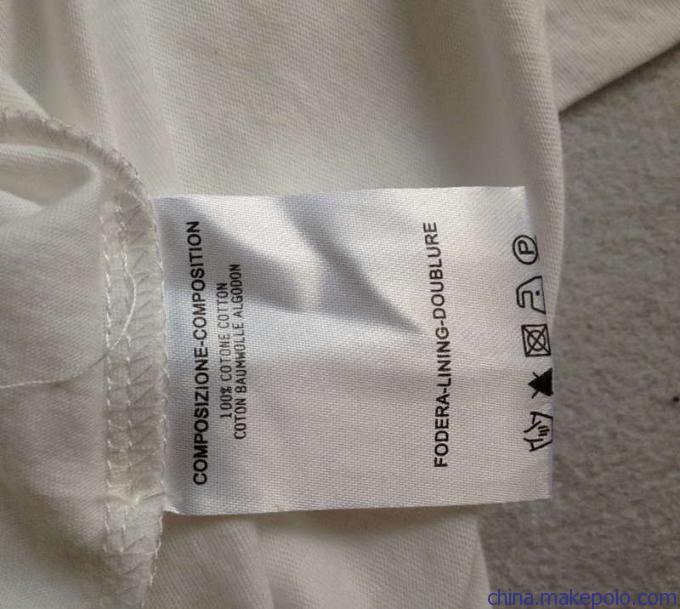 COMPOSIZIONE-COMPOSITION
100% COTONE COTTON
COTON BAUMWOLLE ALGODON
FODERA-LINING-DOUBLURE
P
china.makepolo.com